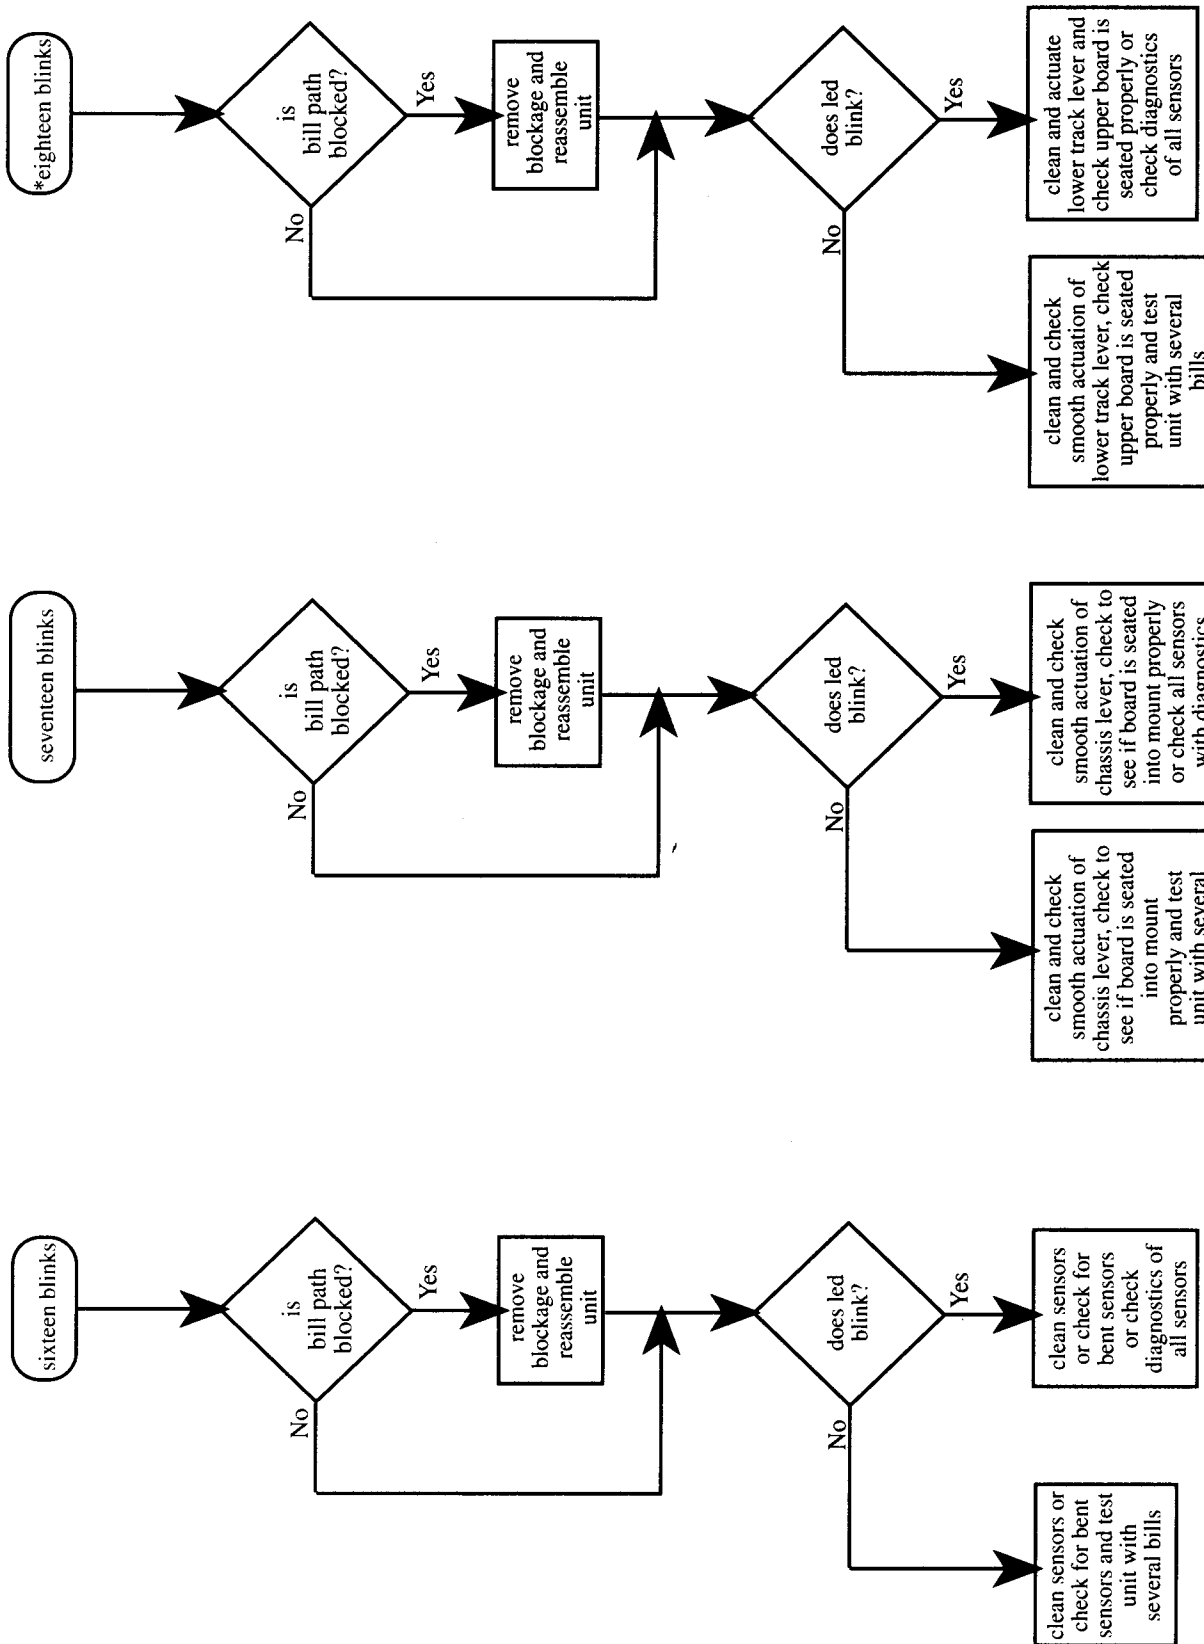 sixteen blinks
is
bill path
blocked?
No
Yes
remove
blockage and
reassemble
unit
does led
blink?
No
Yes
clean sensors or
check for bent
sensors and test
unit with
several bills
clean sensors
or check for
bent sensors
or check
diagnostics of
all sensors
seventeen blinks
is
bill path
blocked?
No
Yes
remove
blockage and
reassemble
unit
does led
blink?
No
Yes
clean and check
smooth actuation of
chassis lever, check to
see if board is seated
into mount
properly and test
unit with several
clean and check
smooth actuation of
chassis lever, check to
see if board is seated
into mount properly
or check all sensors
with diagnostics
*eighteen blinks
is
bill path
blocked?
No
Yes
remove
blockage and
reassemble
unit
does led
blink?
No
Yes
clean and check
smooth actuation of
lower track lever, check
upper board is seated
properly and test
unit with several
bills
clean and actuate
lower track lever and
check upper board is
seated properly or
check diagnostics
of all sensors